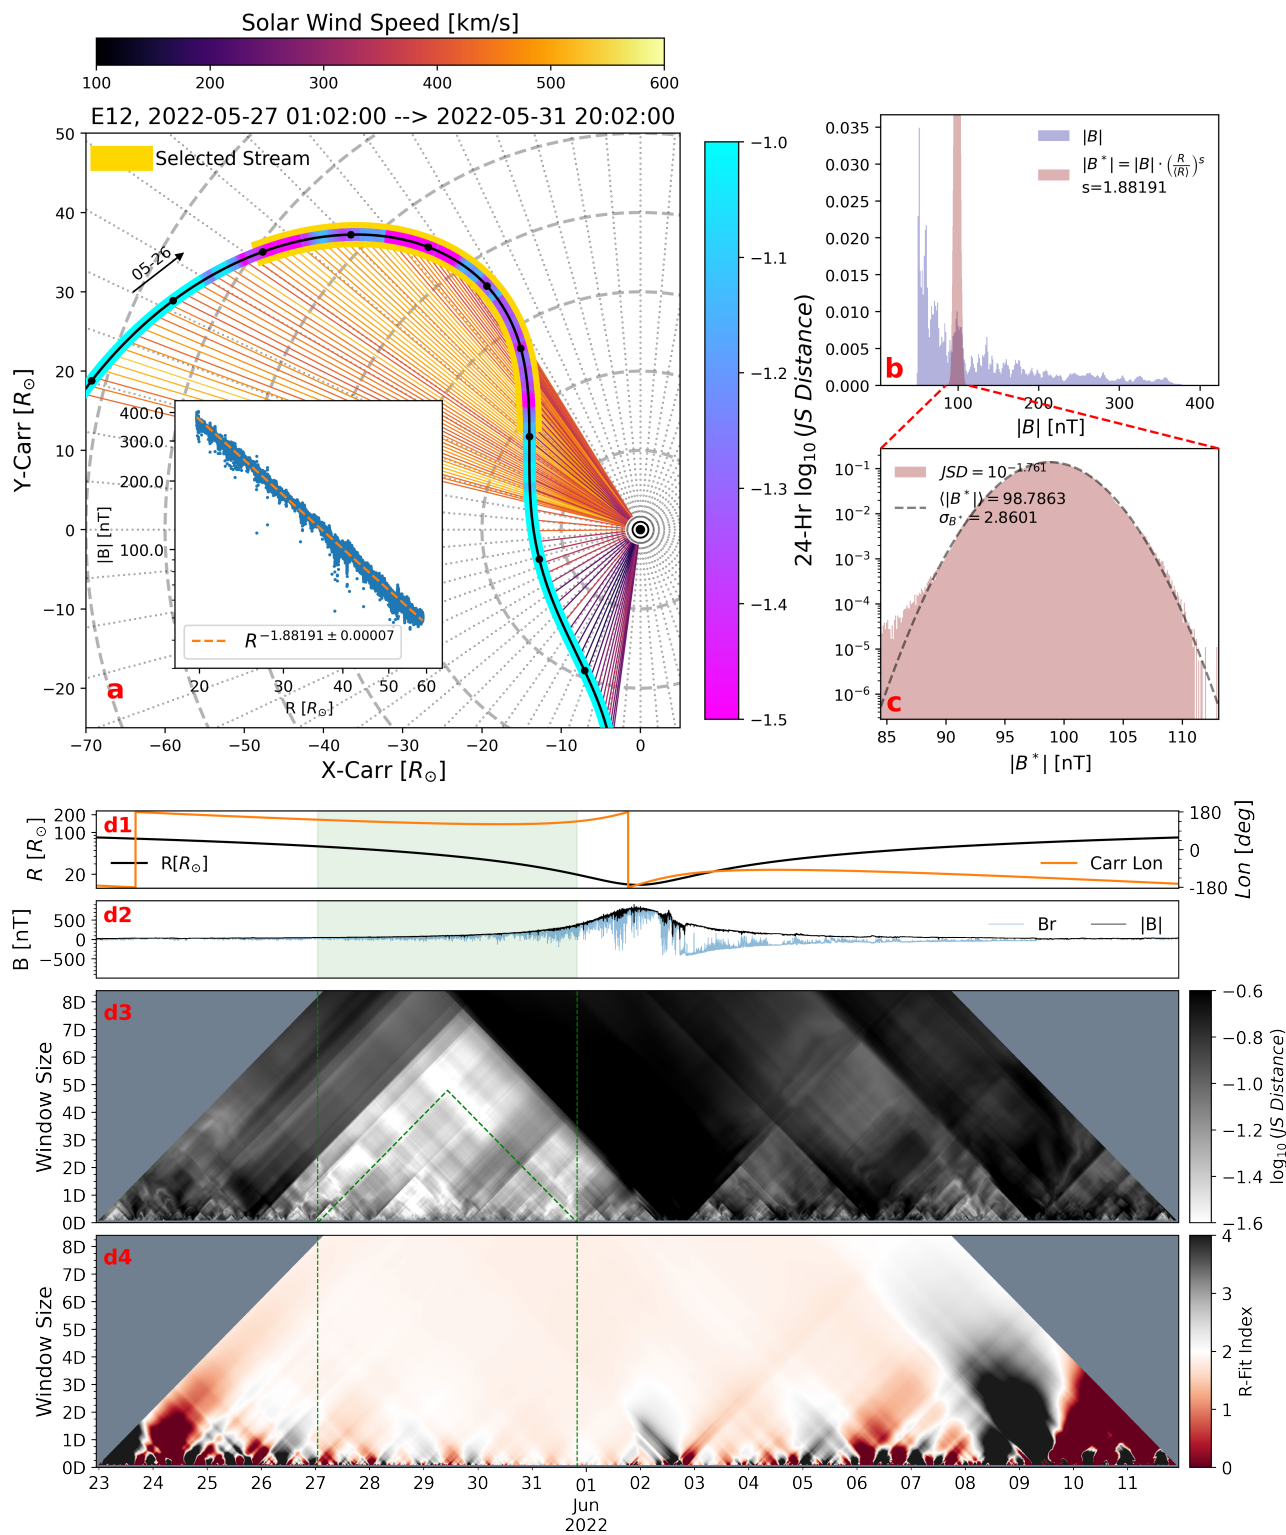 Solar Wind Speed [km/s]
100 200 300 400 500 600
E12, 2022-05-27 01:02:00 --> 2022-05-31 20:02:00
Selected Stream
05-26
Y-Carr [R☉]
50
40
30
20
10
0
−10
−20
a
−70 −60 −50 −40 −30 −20 −10 0
X-Carr [R☉]
|B| [nT]
400.0
300.0
200.0
100.0
R^−1.88191 ± 0.00007
20 30 40 50 60
R [R☉]
−1.0
−1.1
−1.2
−1.3
−1.4
−1.5
24-Hr log10(JS Distance)
0.035
0.030
0.025
0.020
0.015
0.010
0.005
0.000
|B|
|B*| = |B| · (R/⟨R⟩)^s
s=1.88191
b
100 200 300 400
|B| [nT]
10^−1
10^−2
10^−3
10^−4
10^−5
10^−6
JSD = 10^−1.761
⟨|B*|⟩ = 98.7863
σB* = 2.8601
c
85 90 95 100 105 110
|B*| [nT]
d1
R [R☉]
200
100
20
R[R☉]
Carr Lon
180
0
-180
Lon [deg]
d2
B [nT]
500
0
−500
Br |B|
d3
Window Size
8D
7D
6D
5D
4D
3D
2D
1D
0D
−0.6
−0.8
−1.0
−1.2
−1.4
−1.6
log10(JS Distance)
d4
Window Size
8D
7D
6D
5D
4D
3D
2D
1D
0D
4
3
2
1
0
R-Fit Index
23 24 25 26 27 28 29 30 31 01 02 03 04 05 06 07 08 09 10 11
Jun
2022